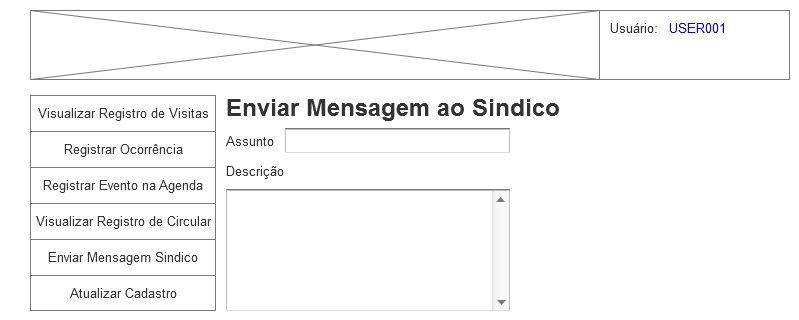 Usuário: USER001
Visualizar Registro de Visitas
Registrar Ocorrência
Registrar Evento na Agenda
Visualizar Registro de Circular
Enviar Mensagem Sindico
Atualizar Cadastro
Enviar Mensagem ao Sindico
Assunto
Descrição